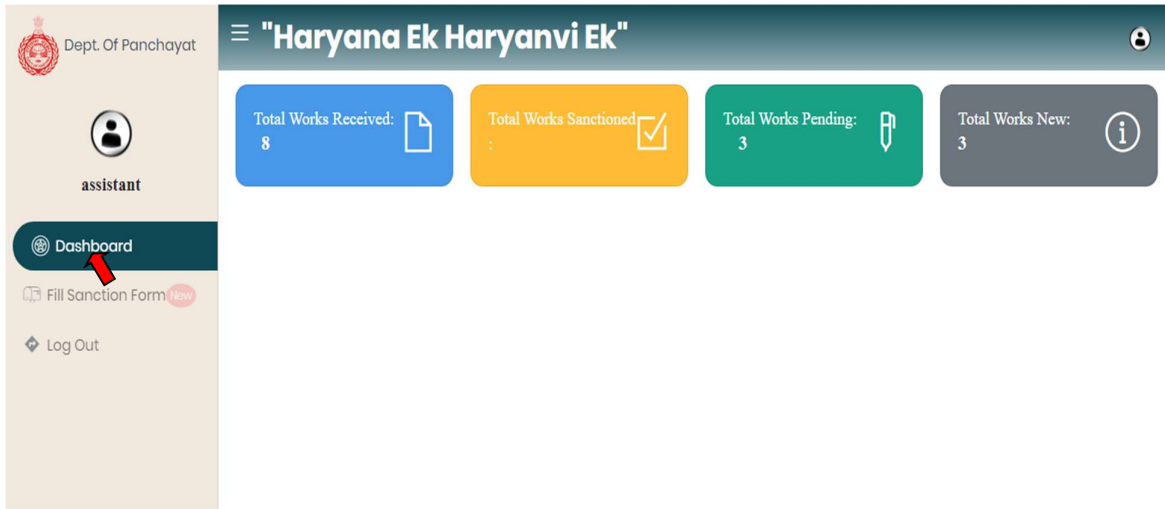 Dept. Of Panchayat
"Haryana Ek Haryanvi Ek"
assistant
Dashboard
Fill Sanction Form New
Log Out
Total Works Received:
8
Total Works Sanctioned
:
Total Works Pending:
3
Total Works New:
3